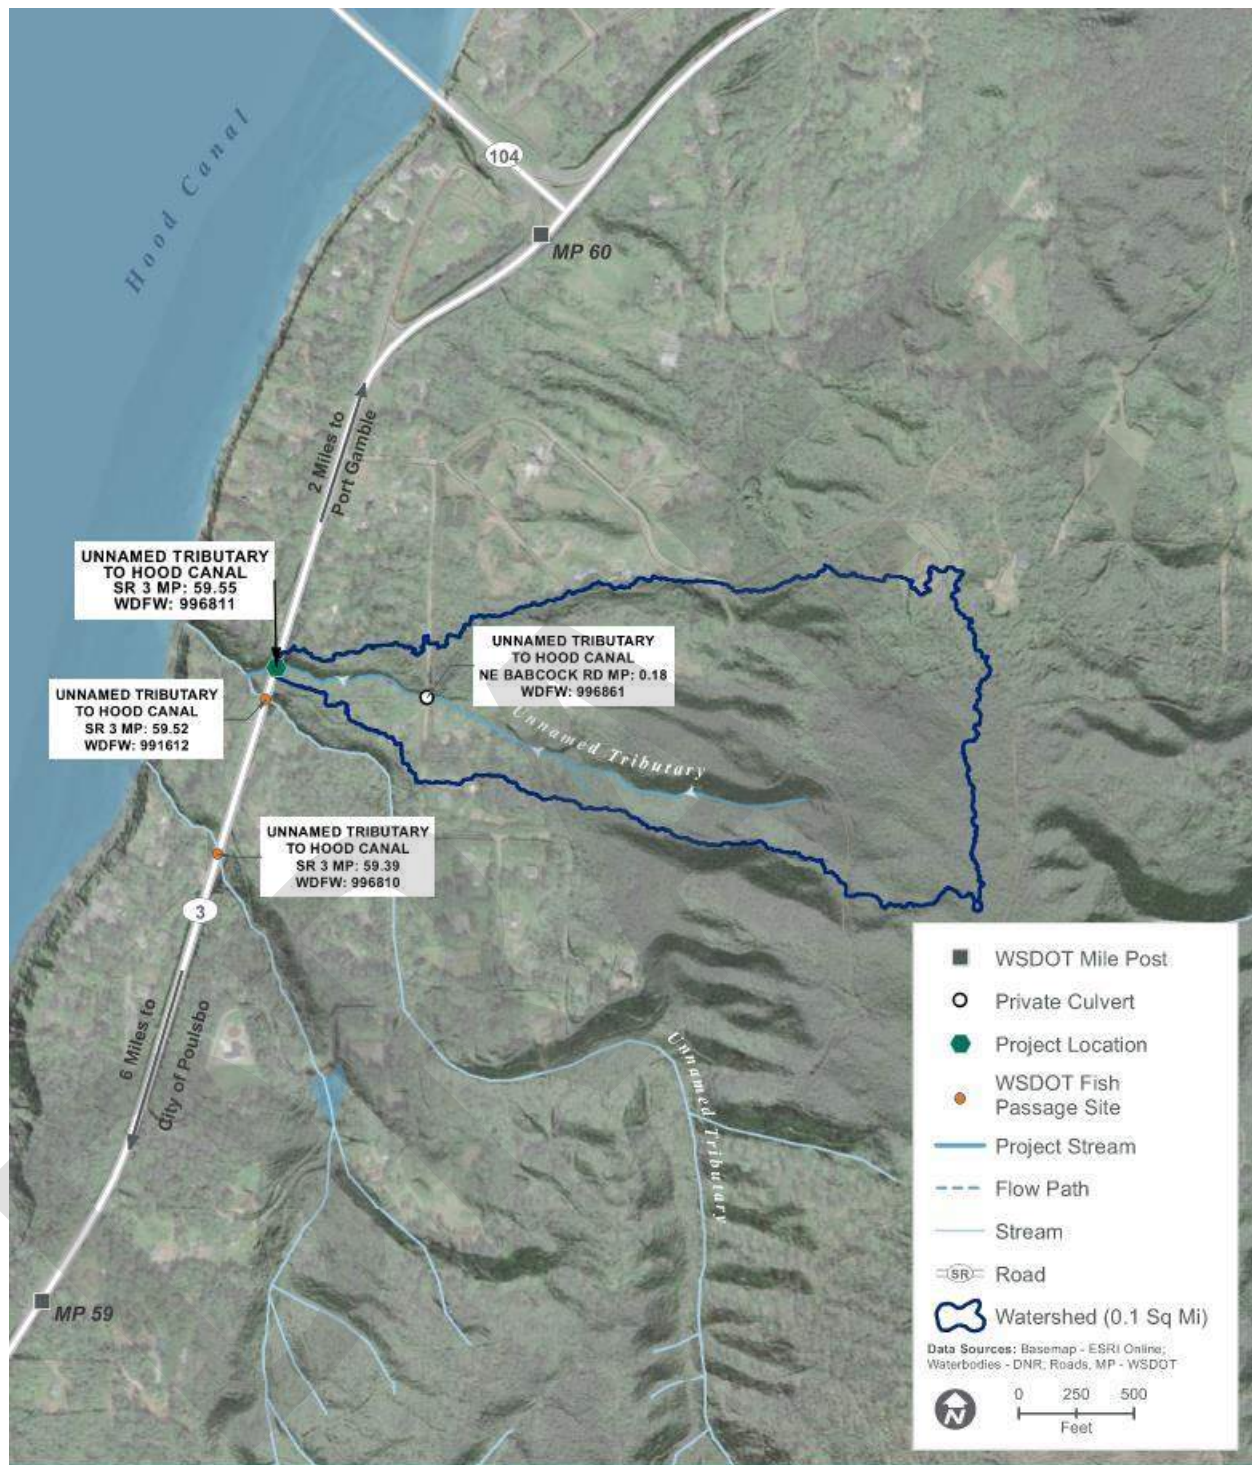 Hood Canal
104
MP 60
2 Miles to
Port Gamble
UNNAMED TRIBUTARY
TO HOOD CANAL
SR 3 MP: 59.55
WDFW: 996811
UNNAMED TRIBUTARY
TO HOOD CANAL
NE BABCOCK RD MP: 0.18
WDFW: 996861
UNNAMED TRIBUTARY
TO HOOD CANAL
SR 3 MP: 59.52
WDFW: 991612
Unnamed Tributary
UNNAMED TRIBUTARY
TO HOOD CANAL
SR 3 MP: 59.39
WDFW: 996810
3
6 Miles to
City of Poulsbo
Unnamed Tributary
MP 59
WSDOT Mile Post
Private Culvert
Project Location
WSDOT Fish
Passage Site
Project Stream
Flow Path
Stream
SR Road
Watershed (0.1 Sq Mi)
Data Sources: Basemap - ESRI Online;
Waterbodies - DNR; Roads, MP - WSDOT
N
0 250 500
Feet